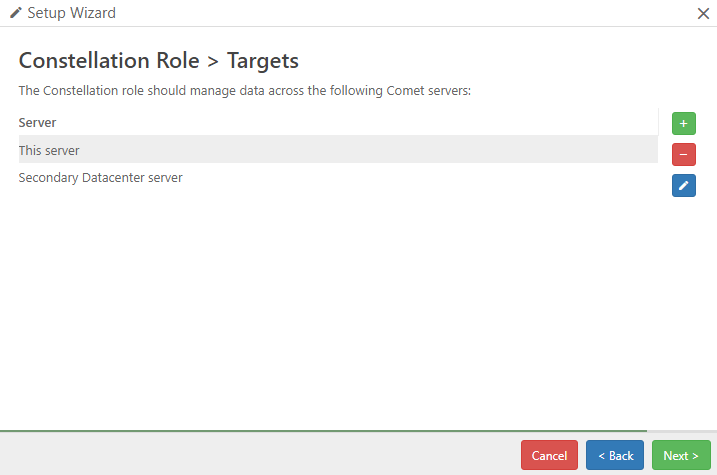 Setup Wizard
Constellation Role > Targets
The Constellation role should manage data across the following Comet servers:
Server
This server
Secondary Datacenter server
Cancel
< Back
Next >